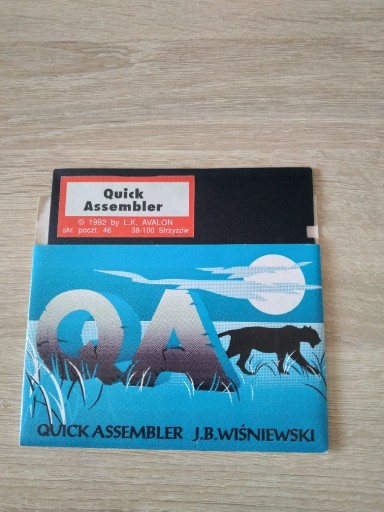 Quick
Assembler
© 1992 by L.K. AVALON
skr. poczt. 46 38-100 Strzyżów
QA
QUICK ASSEMBLER J.B.WIŚNIEWSKI